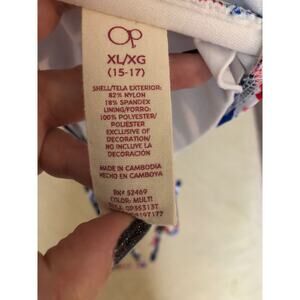 Op
XL/XG
(15-17)
SHELL/TELA EXTERIOR:
82% NYLON
18% SPANDEX
LINING/FORRO:
100% POLYESTER/
POLIÉSTER
EXCLUSIVE OF
DECORATION/
NO INCLUYE LA
DECORACIÓN
MADE IN CAMBODIA
HECHO EN CAMBOYA
RN# 52469
COLOR: MULTI